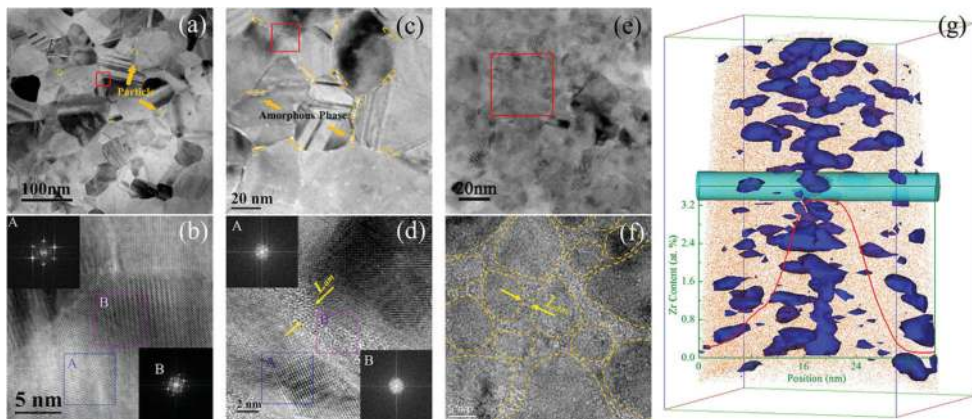 (a)
Particle
100nm
(c)
Amorphous Phase
20 nm
(e)
20nm
(g)
A
(b)
B
A
B
5 nm
A
(d)
L_am
B
B
2 nm
(f)
3.2
2.4
1.6
0.8
0.0
Zr Content (at. %)
0
16
24
Position (nm)